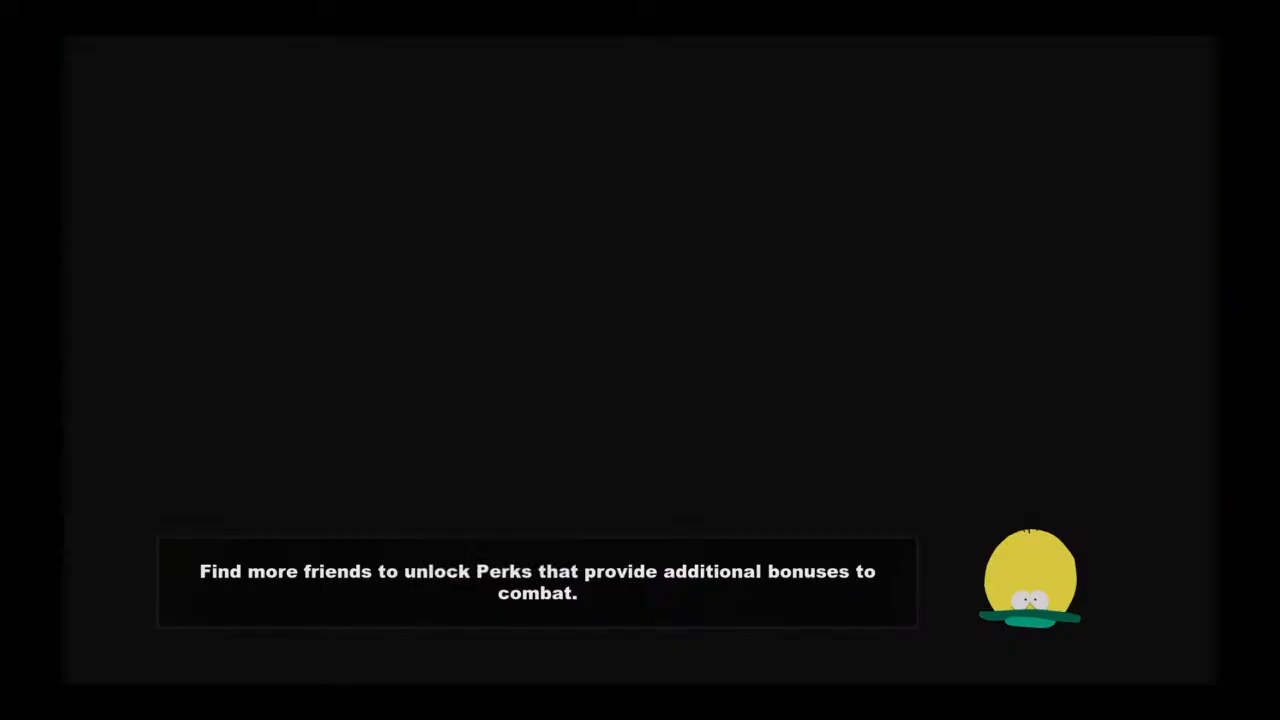 Find more friends to unlock Perks that provide additional bonuses to
combat.